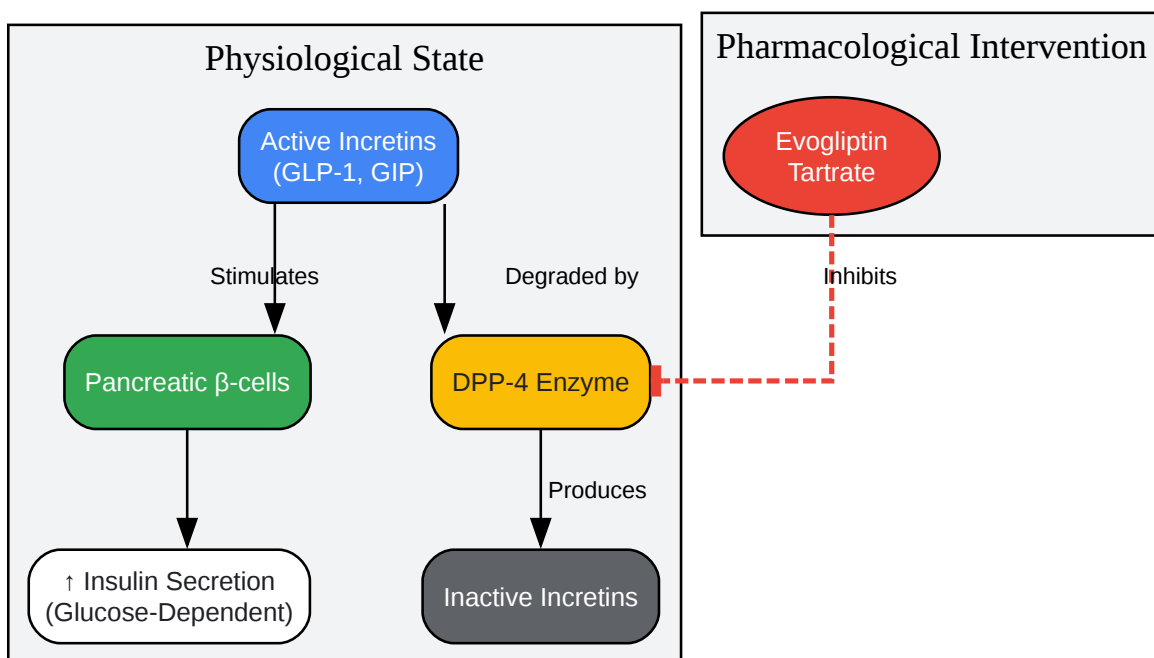 Physiological State
Pharmacological Intervention
Active Incretins
(GLP-1, GIP)
Evogliptin
Tartrate
Stimulates
Degraded by
Inhibits
Pancreatic β-cells
DPP-4 Enzyme
Produces
↑ Insulin Secretion
(Glucose-Dependent)
Inactive Incretins